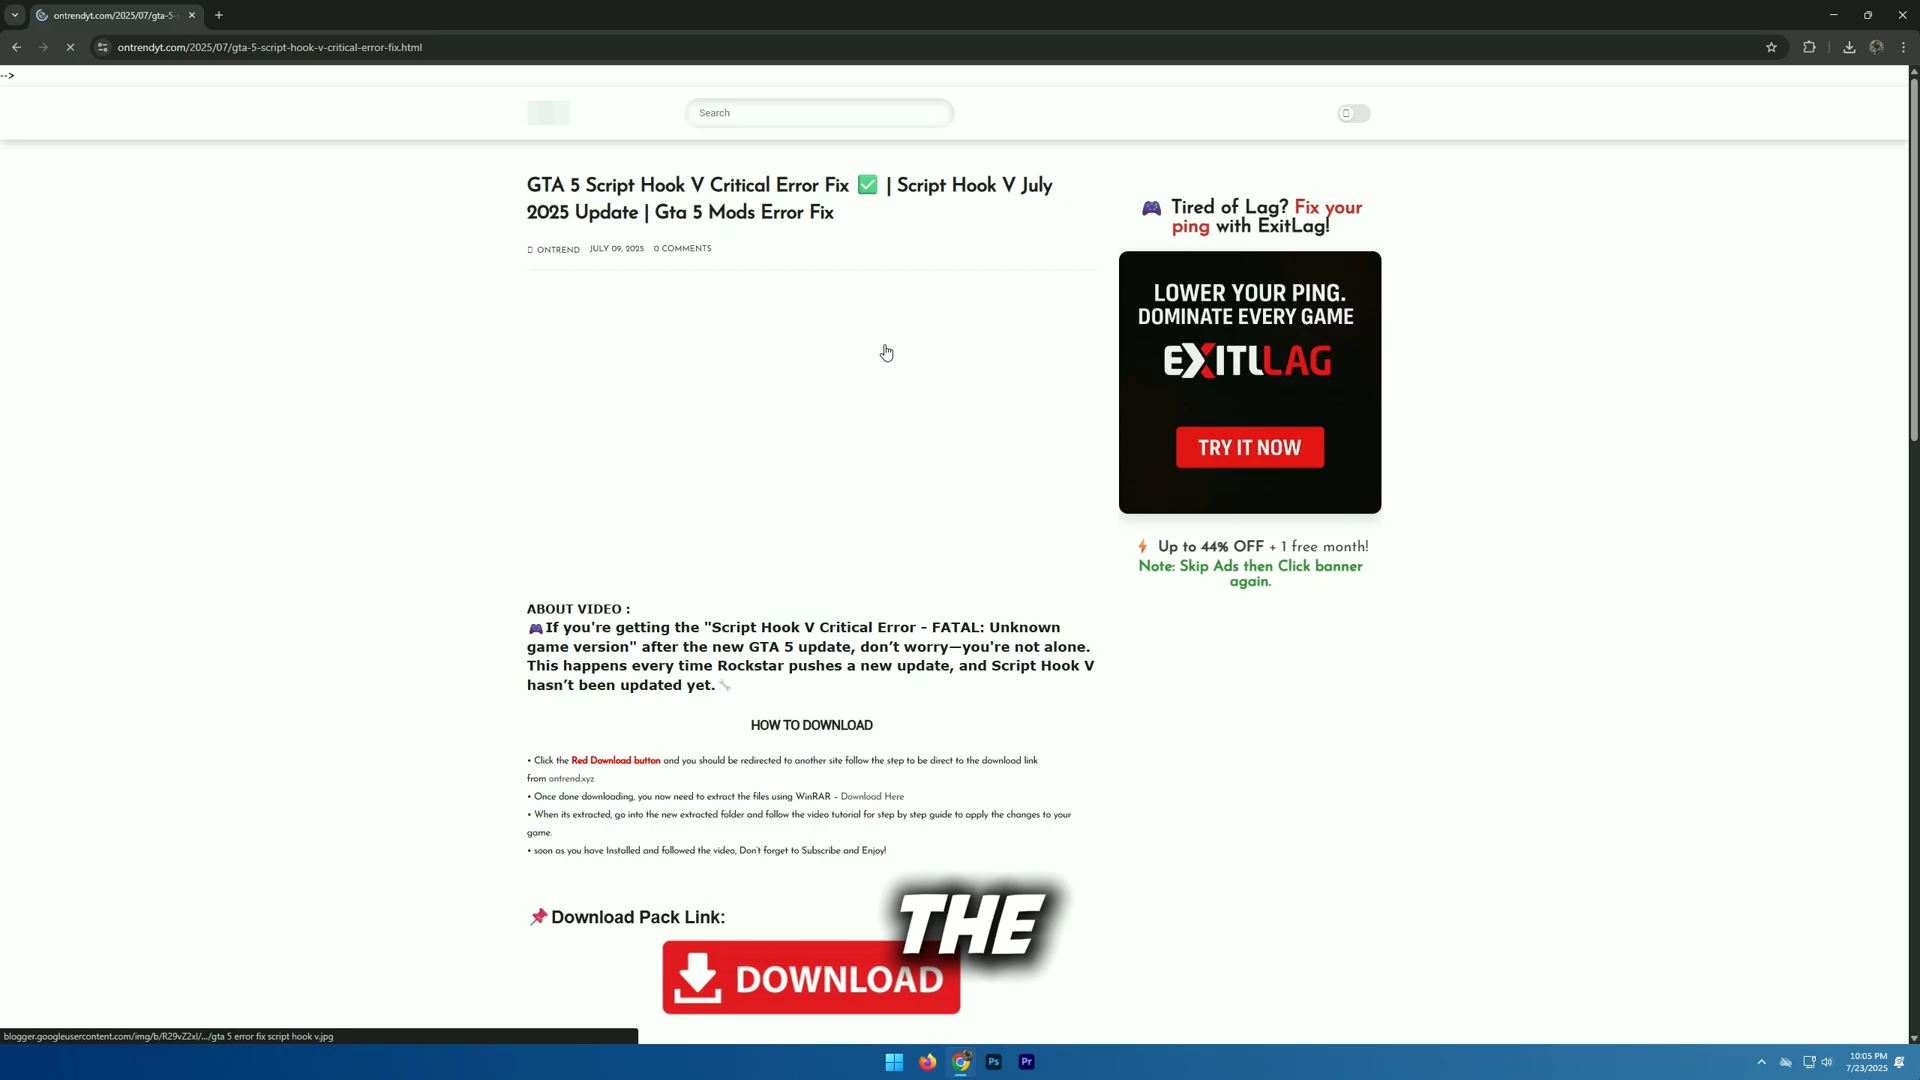 ontrendyt.com/2025/07/gta-5-
ontrendyt.com/2025/07/gta-5-script-hook-v-critical-error-fix.html
-->
Search
GTA 5 Script Hook V Critical Error Fix ✅ | Script Hook V July
2025 Update | Gta 5 Mods Error Fix
ONTREND JULY 09, 2025 0 COMMENTS
🎮 Tired of Lag? Fix your
ping with ExitLag!
LOWER YOUR PING.
DOMINATE EVERY GAME
EXITLLAG
TRY IT NOW
⚡ Up to 44% OFF + 1 free month!
Note: Skip Ads then Click banner
again.
ABOUT VIDEO :
🎮If you're getting the "Script Hook V Critical Error - FATAL: Unknown
game version" after the new GTA 5 update, don’t worry—you're not alone.
This happens every time Rockstar pushes a new update, and Script Hook V
hasn’t been updated yet.🔧
HOW TO DOWNLOAD
• Click the Red Download button and you should be redirected to another site follow the step to be direct to the download link
from ontrend.xyz
• Once done downloading, you now need to extract the files using WinRAR – Download Here
• When its extracted, go into the new extracted folder and follow the video tutorial for step by step guide to apply the changes to your
game.
• soon as you have Installed and followed the video, Don't forget to Subscribe and Enjoy!
📌Download Pack Link:
THE
DOWNLOAD
blogger.googleusercontent.com/img/b/R29vZ2xl/.../gta 5 error fix script hook v.jpg
Ps
Pr
10:05 PM
7/23/2025